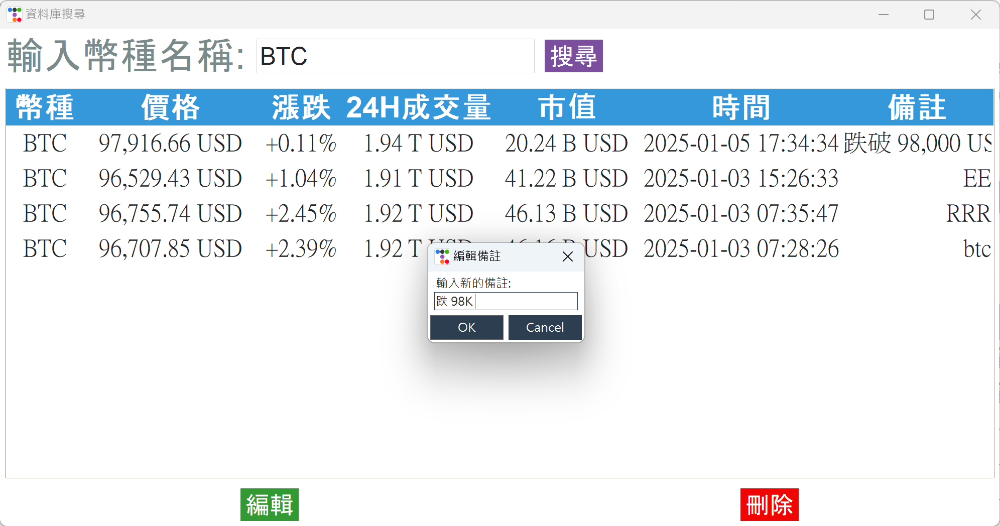 資料庫搜尋
輸入幣種名稱: BTC 搜尋
幣種 價格 漲跌 24H成交量 市值 時間 備註
BTC 97,916.66 USD +0.11% 1.94 T USD 20.24 B USD 2025-01-05 17:34:34 跌破 98,000 US
BTC 96,529.43 USD +1.04% 1.91 T USD 41.22 B USD 2025-01-03 15:26:33 EE
BTC 96,755.74 USD +2.45% 1.92 T USD 46.13 B USD 2025-01-03 07:35:47 RRR
BTC 96,707.85 USD +2.39% 1.92 T USD 2025-01-03 07:28:26 btc
編輯備註
輸入新的備註:
跌 98K
OK Cancel
編輯 刪除